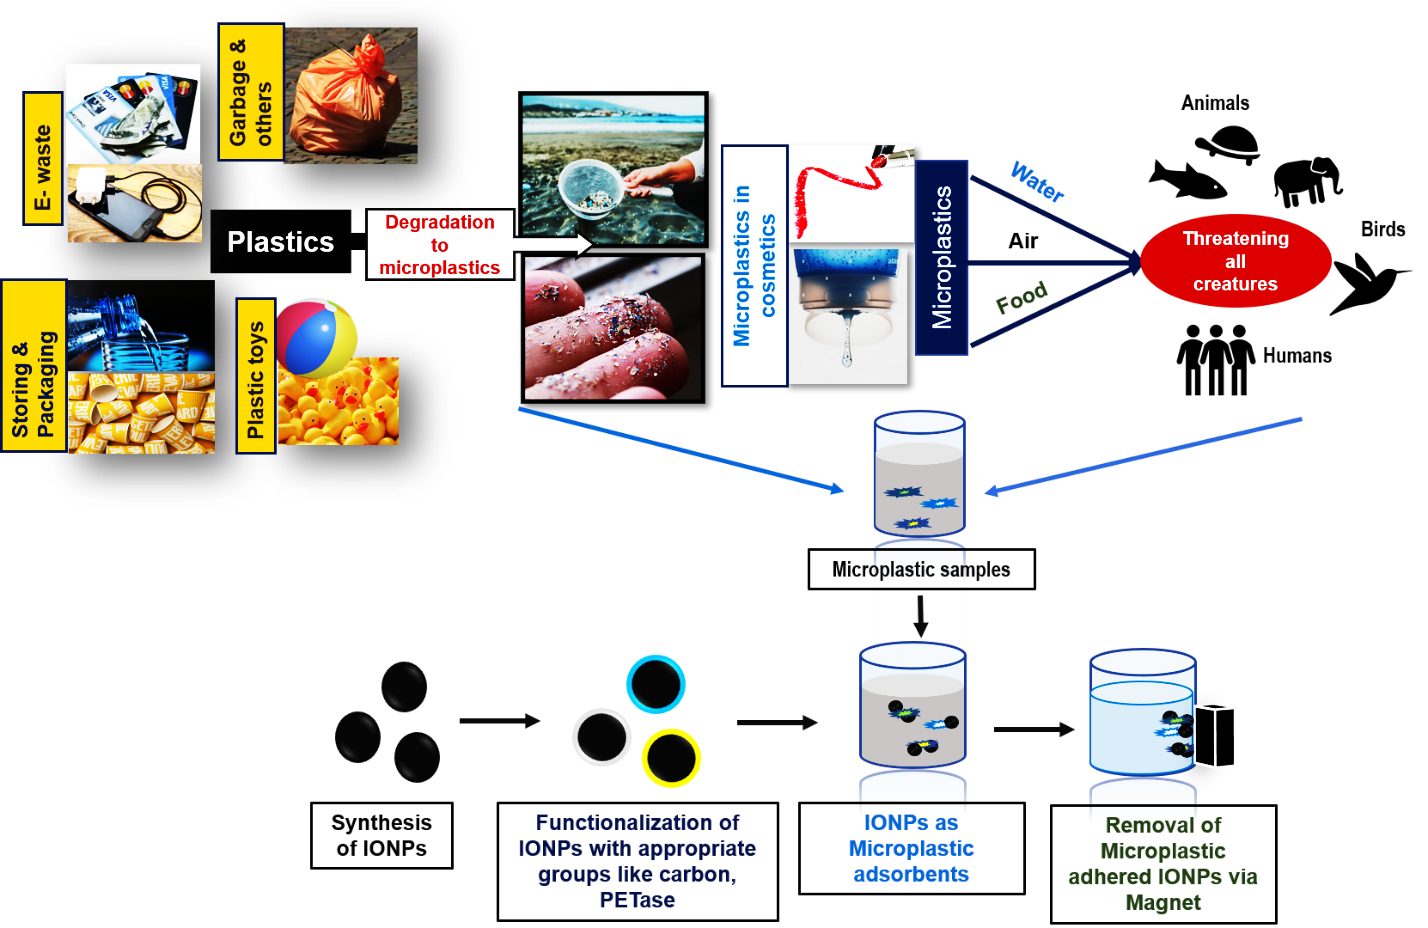 Garbage &
others
E- waste
VISA
VISA
Plastics
Degradation
to
microplastics
Storing &
Packaging
Plastic toys
Microplastics in
cosmetics
Microplastics
Water
Air
Food
Animals
Threatening
all
creatures
Birds
Humans
Microplastic samples
Synthesis
of IONPs
Functionalization of
IONPs with appropriate
groups like carbon,
PETase
IONPs as
Microplastic
adsorbents
Removal of
Microplastic
adhered IONPs via
Magnet